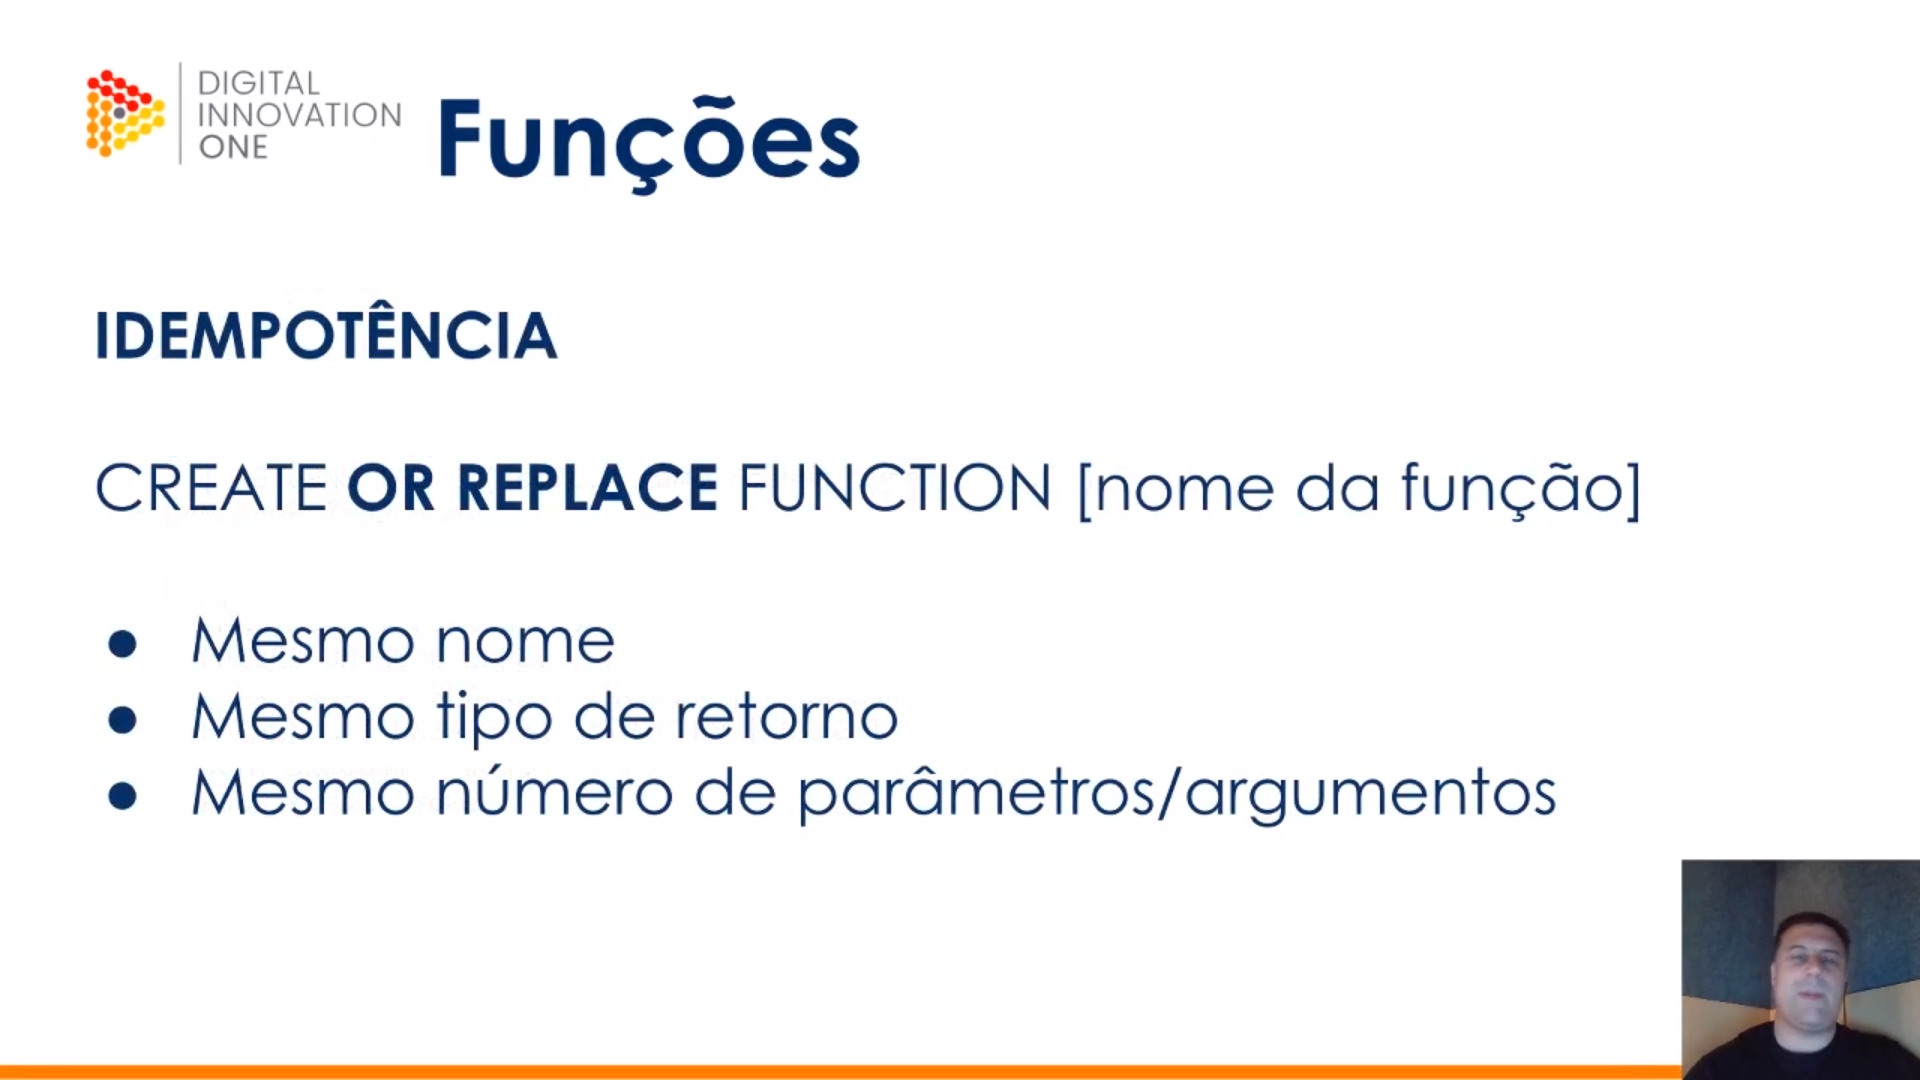 DIGITAL
INNOVATION
ONE
Funções
IDEMPOTÊNCIA
CREATE OR REPLACE FUNCTION [nome da função]
● Mesmo nome
● Mesmo tipo de retorno
● Mesmo número de parâmetros/argumentos